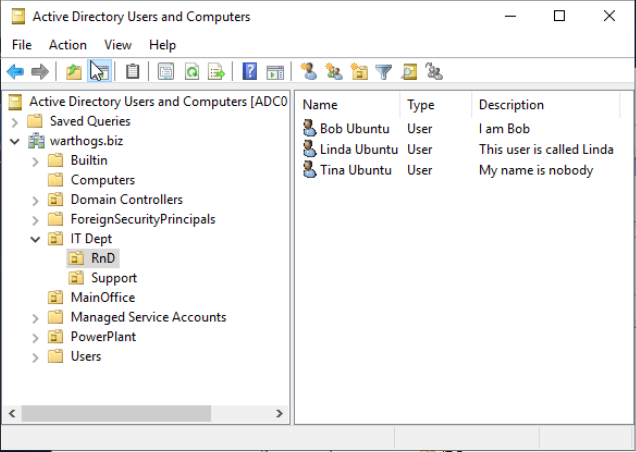 Active Directory Users and Computers
File Action View Help
Active Directory Users and Computers [ADC0
Saved Queries
warthogs.biz
Builtin
Computers
Domain Controllers
ForeignSecurityPrincipals
IT Dept
RnD
Support
MainOffice
Managed Service Accounts
PowerPlant
Users
Name Type Description
Bob Ubuntu User I am Bob
Linda Ubuntu User This user is called Linda
Tina Ubuntu User My name is nobody